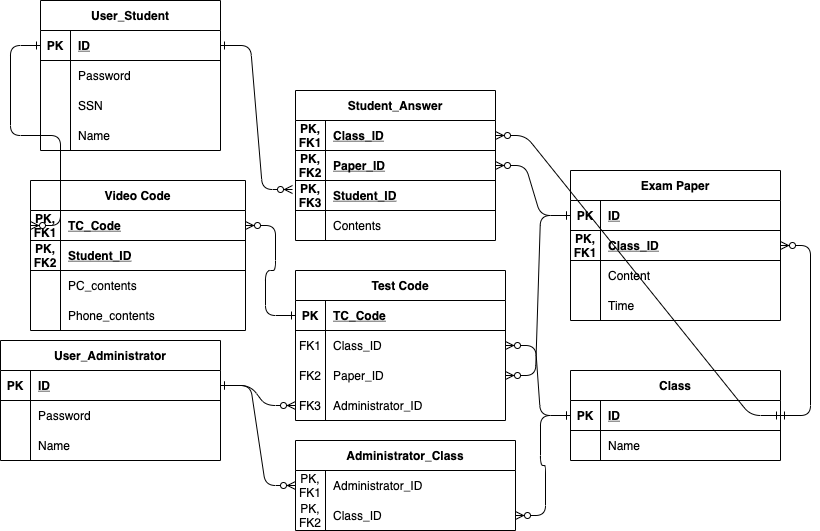 User_Student
PK ID
Password
SSN
Name
Student_Answer
PK, FK1 Class_ID
PK, FK2 Paper_ID
PK, FK3 Student_ID
Contents
Exam Paper
PK ID
PK, FK1 Class_ID
Content
Time
Video Code
PK, FK1 TC_Code
PK, FK2 Student_ID
PC_contents
Phone_contents
Test Code
PK TC_Code
FK1 Class_ID
FK2 Paper_ID
FK3 Administrator_ID
User_Administrator
PK ID
Password
Name
Class
PK ID
Name
Administrator_Class
PK, FK1 Administrator_ID
PK, FK2 Class_ID